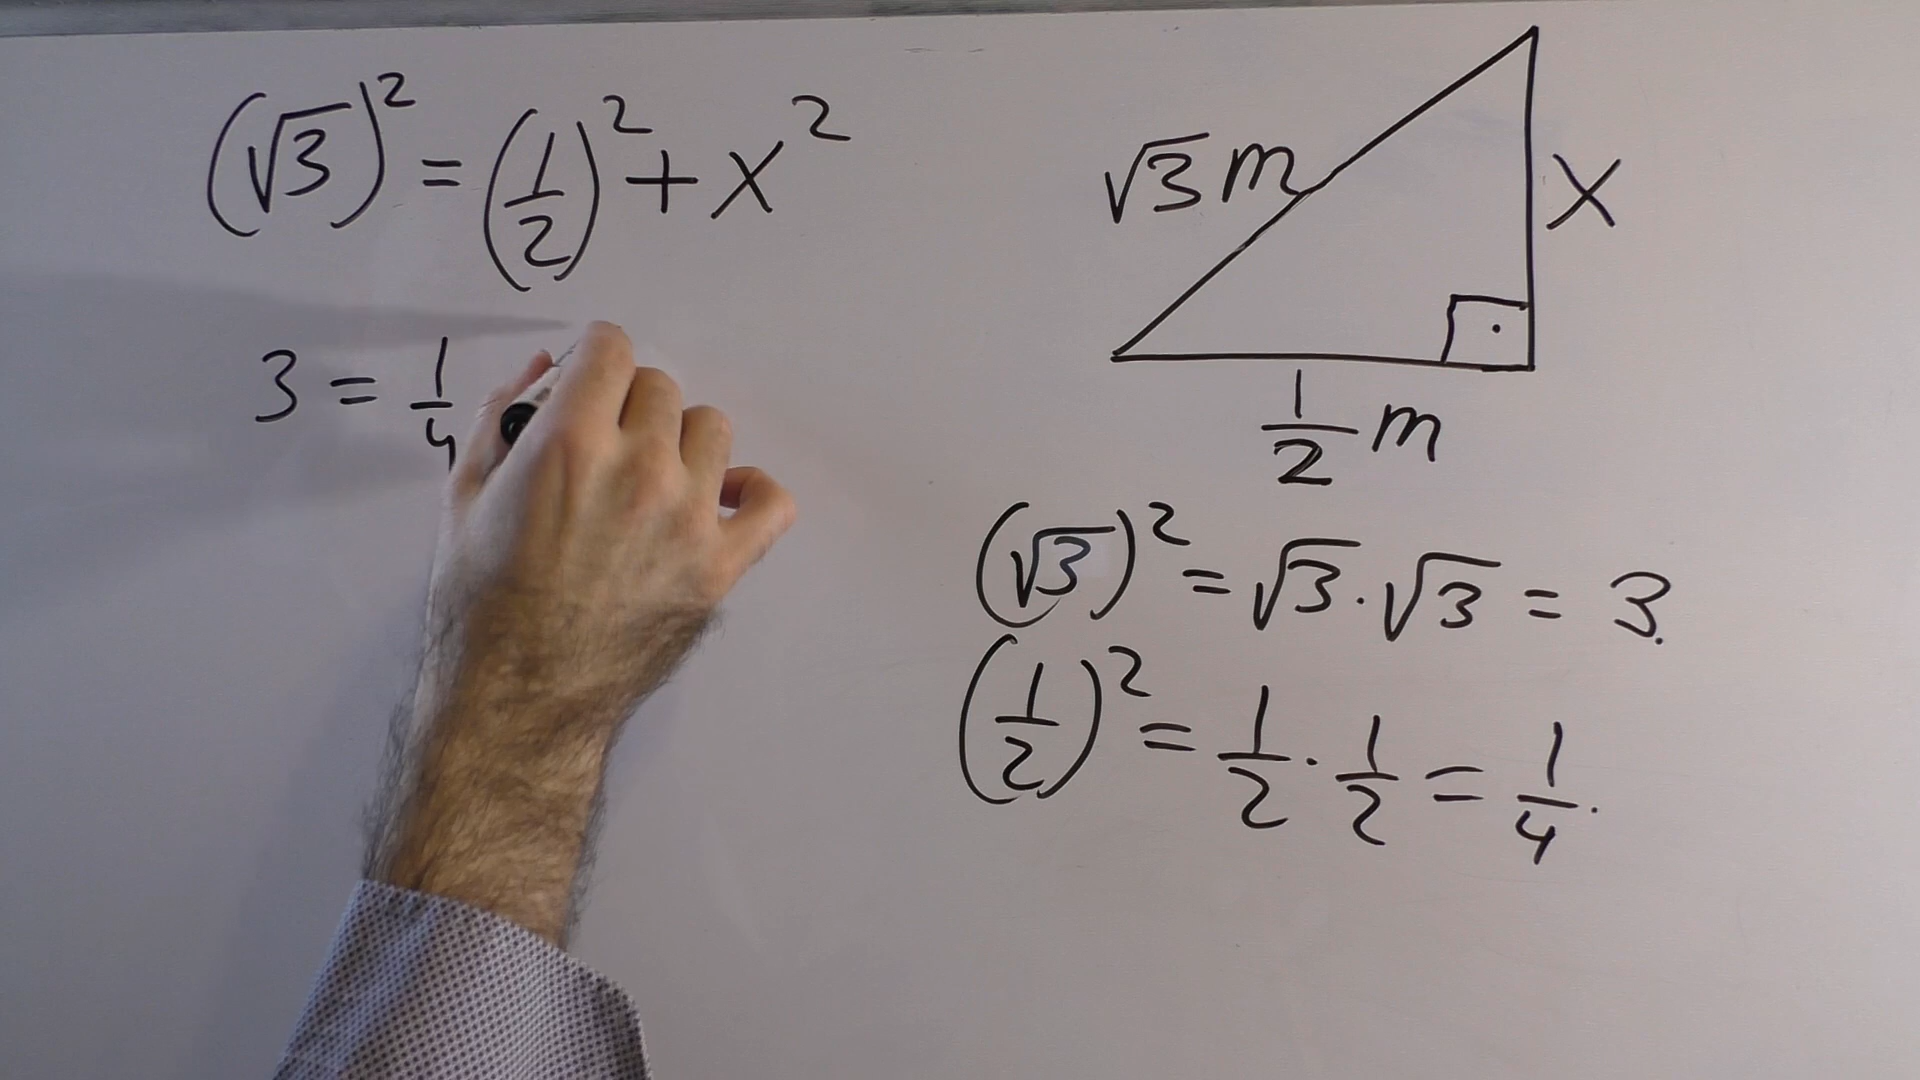 (√3)² = (1/2)² + x²
3 = 1/4
√3 m
x
1/2 m
(√3)² = √3 · √3 = 3.
(1/2)² = 1/2 · 1/2 = 1/4.